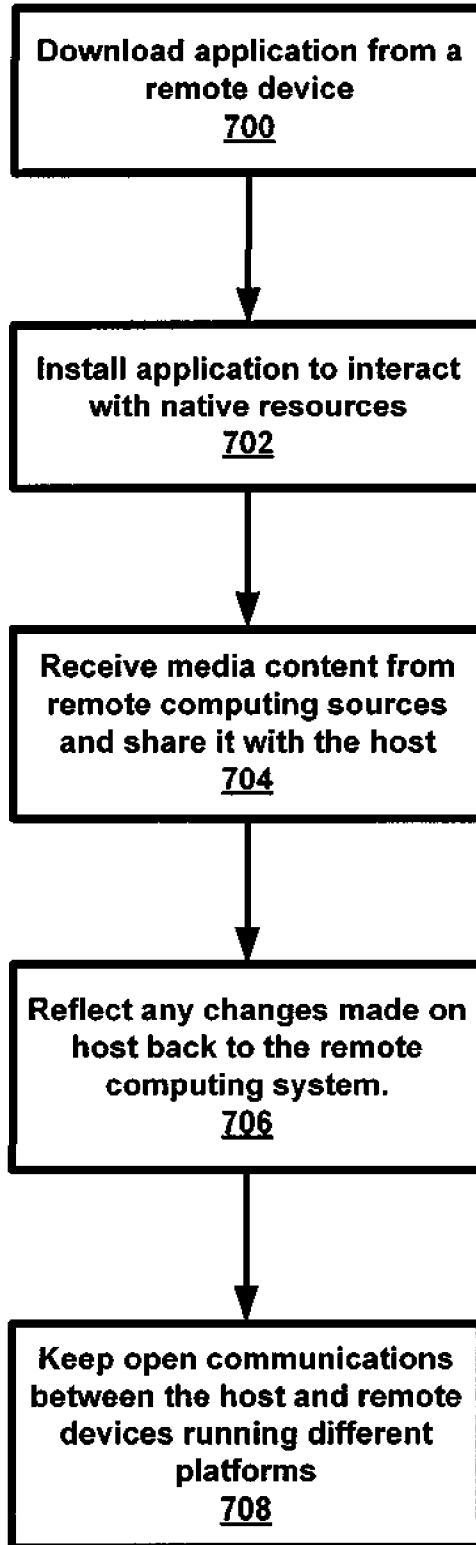 Download application from a
remote device
700
Install application to interact
with native resources
702
Receive media content from
remote computing sources
and share it with the host
704
Reflect any changes made on
host back to the remote
computing system.
706
Keep open communications
between the host and remote
devices running different
platforms
708